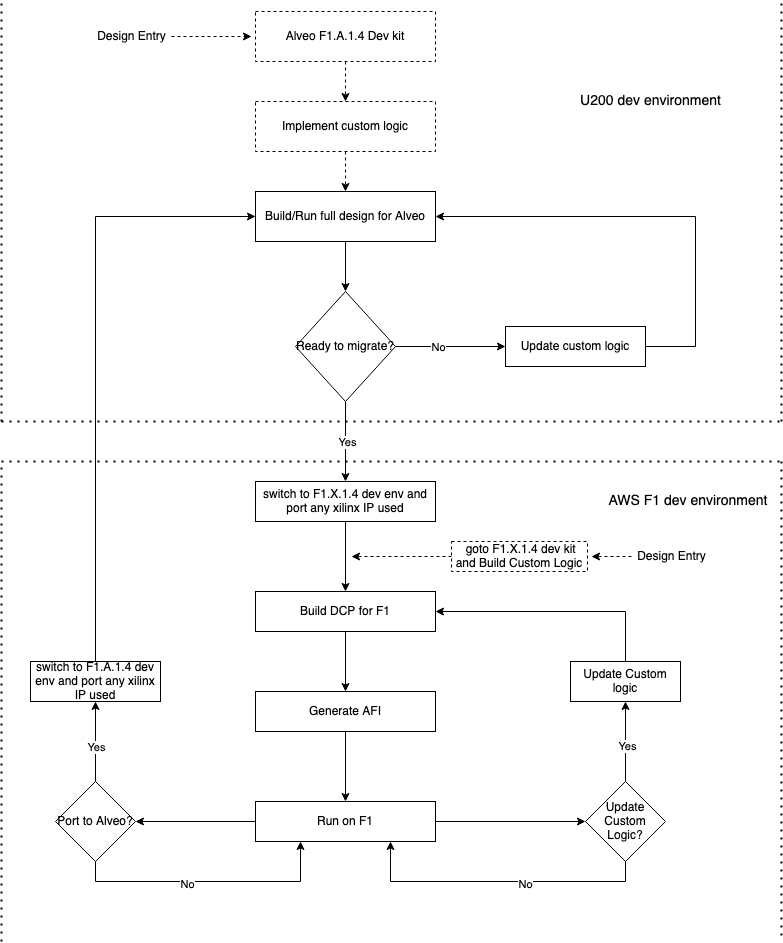 Design Entry
Alveo F1.A.1.4 Dev kit
U200 dev environment
Implement custom logic
Build/Run full design for Alveo
Ready to migrate?
No
Update custom logic
Yes
switch to F1.X.1.4 dev env and
port any xilinx IP used
AWS F1 dev environment
goto F1.X.1.4 dev kit
and Build Custom Logic
Design Entry
Build DCP for F1
switch to F1.A.1.4 dev
env and port any xilinx
IP used
Update Custom
logic
Generate AFI
Yes
Yes
Port to Alveo?
Run on F1
Update
Custom
Logic?
No
No